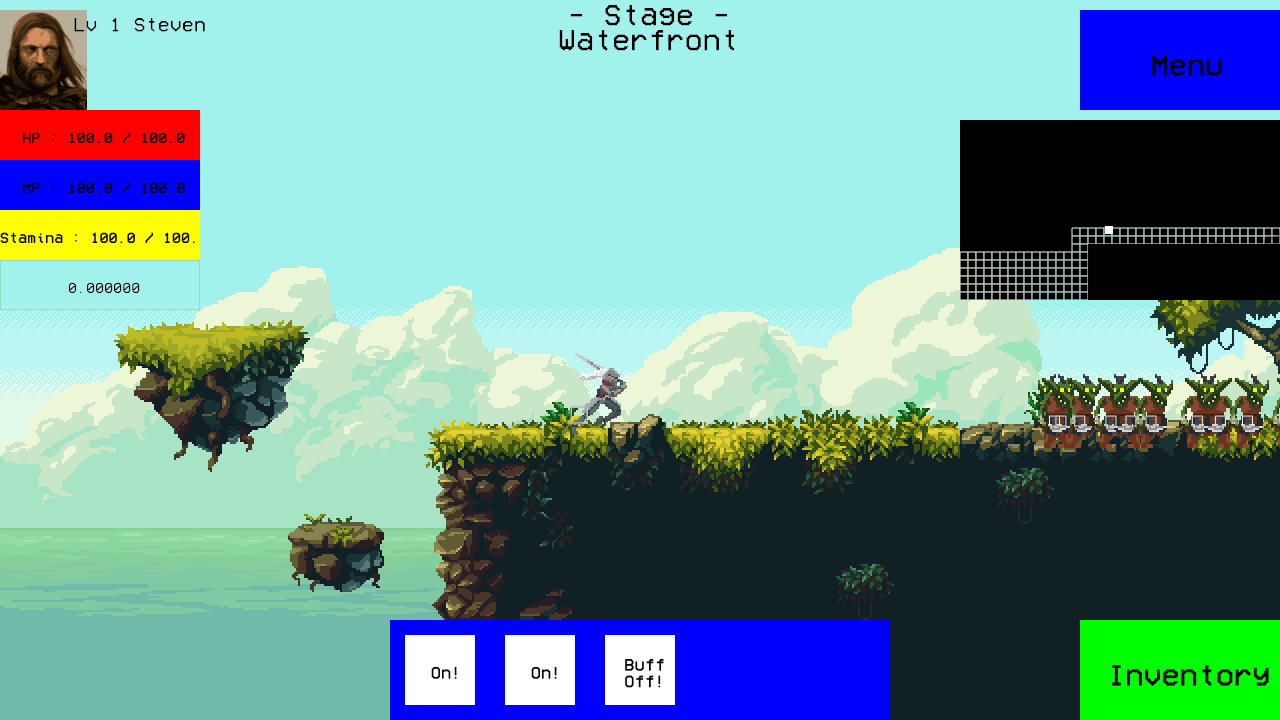 Lv 1 Steven
- Stage -
Waterfront
Menu
HP : 100.0 / 100.0
MP : 100.0 / 100.0
Stamina : 100.0 / 100.
0.000000
On!
On!
Buff
Off!
Inventory